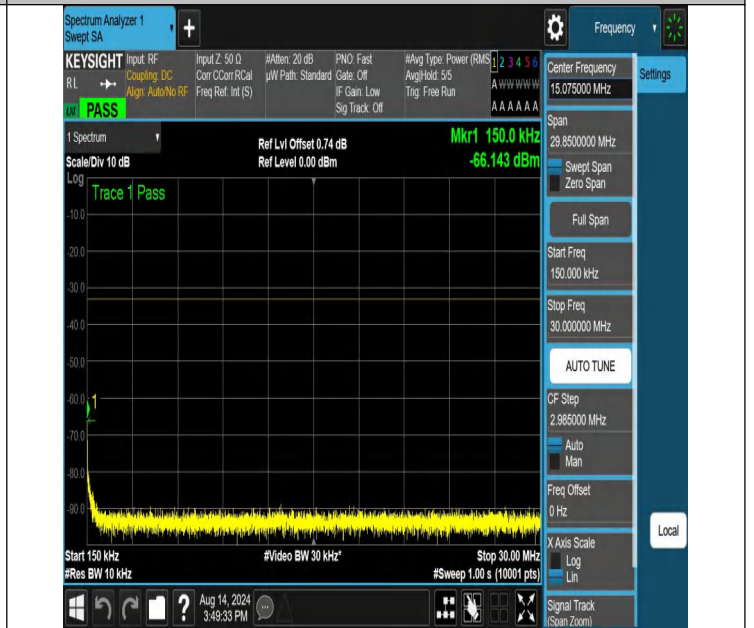 Spectrum Analyzer 1
Swept SA
+
Frequency
KEYSIGHT
RL
PASS
Input: RF
Coupling: DC
Align: Auto/No RF
Input Z: 50 Ω
Corr CCorr RCal
Freq Ref: Int (S)
#Atten: 20 dB
µW Path: Standard
PNO: Fast
Gate: Off
IF Gain: Low
Sig Track: Off
#Avg Type: Power (RMS
Avg|Hold: 5/5
Trig: Free Run
1 2 3 4 5 6
A W W W W W
A A A A A A
1 Spectrum
Scale/Div 10 dB
Ref Lvl Offset 0.74 dB
Ref Level 0.00 dBm
Mkr1 150.0 kHz
-66.143 dBm
Log
Trace 1 Pass
-10.0
-20.0
-30.0
-40.0
-50.0
-60.0
1
-70.0
-80.0
-90.0
Start 150 kHz
#Res BW 10 kHz
#Video BW 30 kHz*
Stop 30.00 MHz
#Sweep 1.00 s (10001 pts)
?
Aug 14, 2024
3:49:33 PM
Center Frequency
15.075000 MHz
Settings
Span
29.8500000 MHz
Swept Span
Zero Span
Full Span
Start Freq
150.000 kHz
Stop Freq
30.000000 MHz
AUTO TUNE
CF Step
2.985000 MHz
Auto
Man
Freq Offset
0 Hz
X Axis Scale
Log
Lin
Local
Signal Track
(Span Zoom)